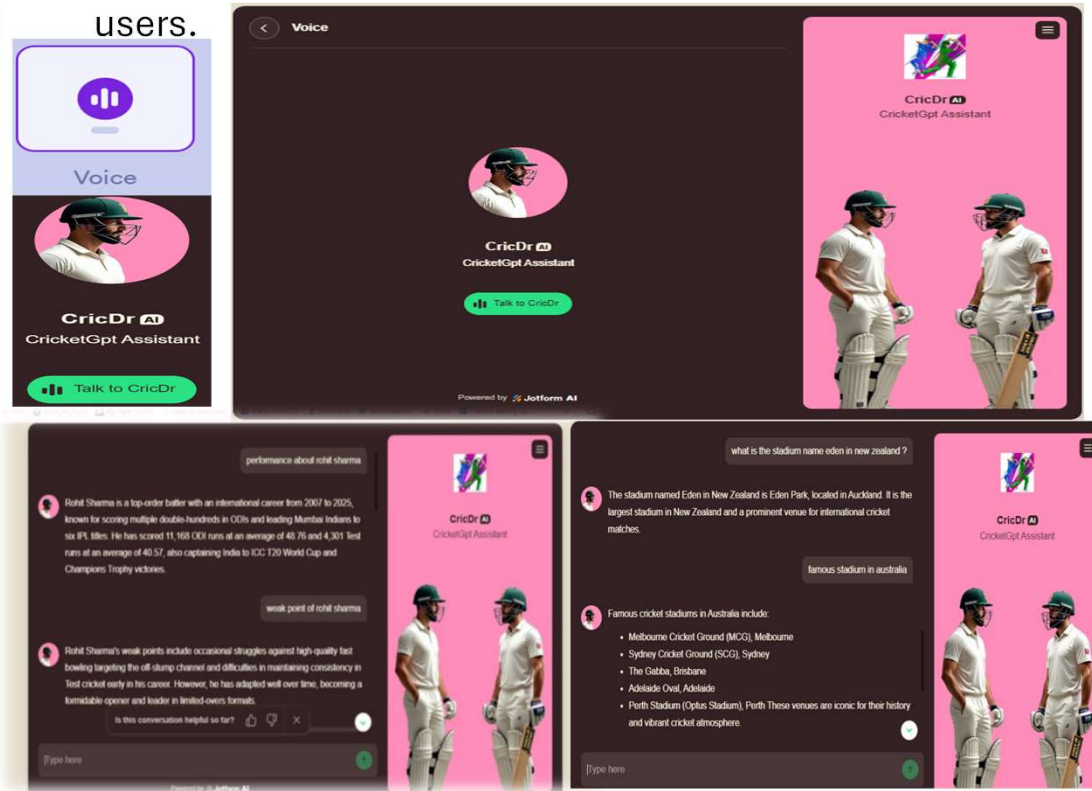 users.
Voice
CricDr AI
CricketGpt Assistant
Talk to CricDr
Voice
CricDr AI
CricketGpt Assistant
Talk to CricDr
Powered by Jotform AI
CricDr AI
CricketGpt Assistant
performance about rohit sharma
Rohit Sharma is a top-order batter with an international career from 2007 to 2025,
known for scoring multiple double-hundreds in ODIs and leading Mumbai Indians to
six IPL titles. He has scored 11,168 ODI runs at an average of 48.76 and 4,301 Test
runs at an average of 40.57, also captaining India to ICC T20 World Cup and
Champions Trophy victories.
weak point of rohit sharma
Rohit Sharma's weak points include occasional struggles against high-quality fast
bowling targeting the off-stump channel and difficulties in maintaining consistency in
Test cricket early in his career. However, he has adapted well over time, becoming a
formidable opener and leader in limited-overs formats.
Is this conversation helpful so far?
Type here
Powered by Jotform AI
CricDr AI
CricketGpt Assistant
what is the stadium name eden in new zealand ?
The stadium named Eden in New Zealand is Eden Park, located in Auckland. It is the
largest stadium in New Zealand and a prominent venue for international cricket
matches.
famous stadium in australia
Famous cricket stadiums in Australia include:
• Melbourne Cricket Ground (MCG), Melbourne
• Sydney Cricket Ground (SCG), Sydney
• The Gabba, Brisbane
• Adelaide Oval, Adelaide
• Perth Stadium (Optus Stadium), Perth These venues are iconic for their history
and vibrant cricket atmosphere.
Type here
CricDr AI
CricketGpt Assistant